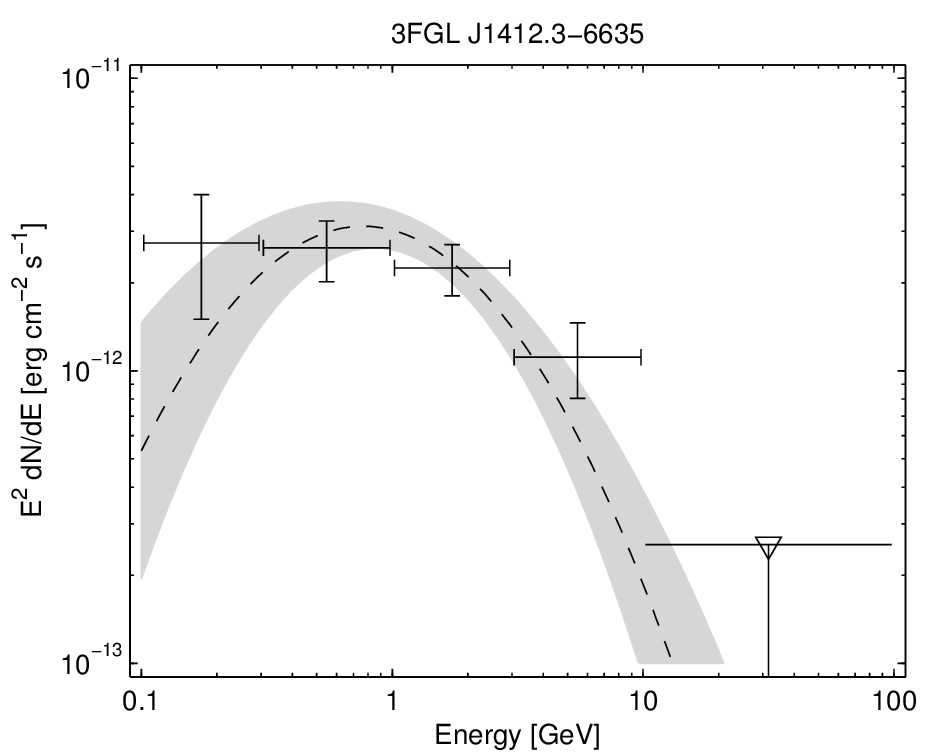 3FGL J1412.3−6635
10⁻¹¹
10⁻¹²
10⁻¹³
E² dN/dE [erg cm⁻² s⁻¹]
0.1 1 10 100
Energy [GeV]